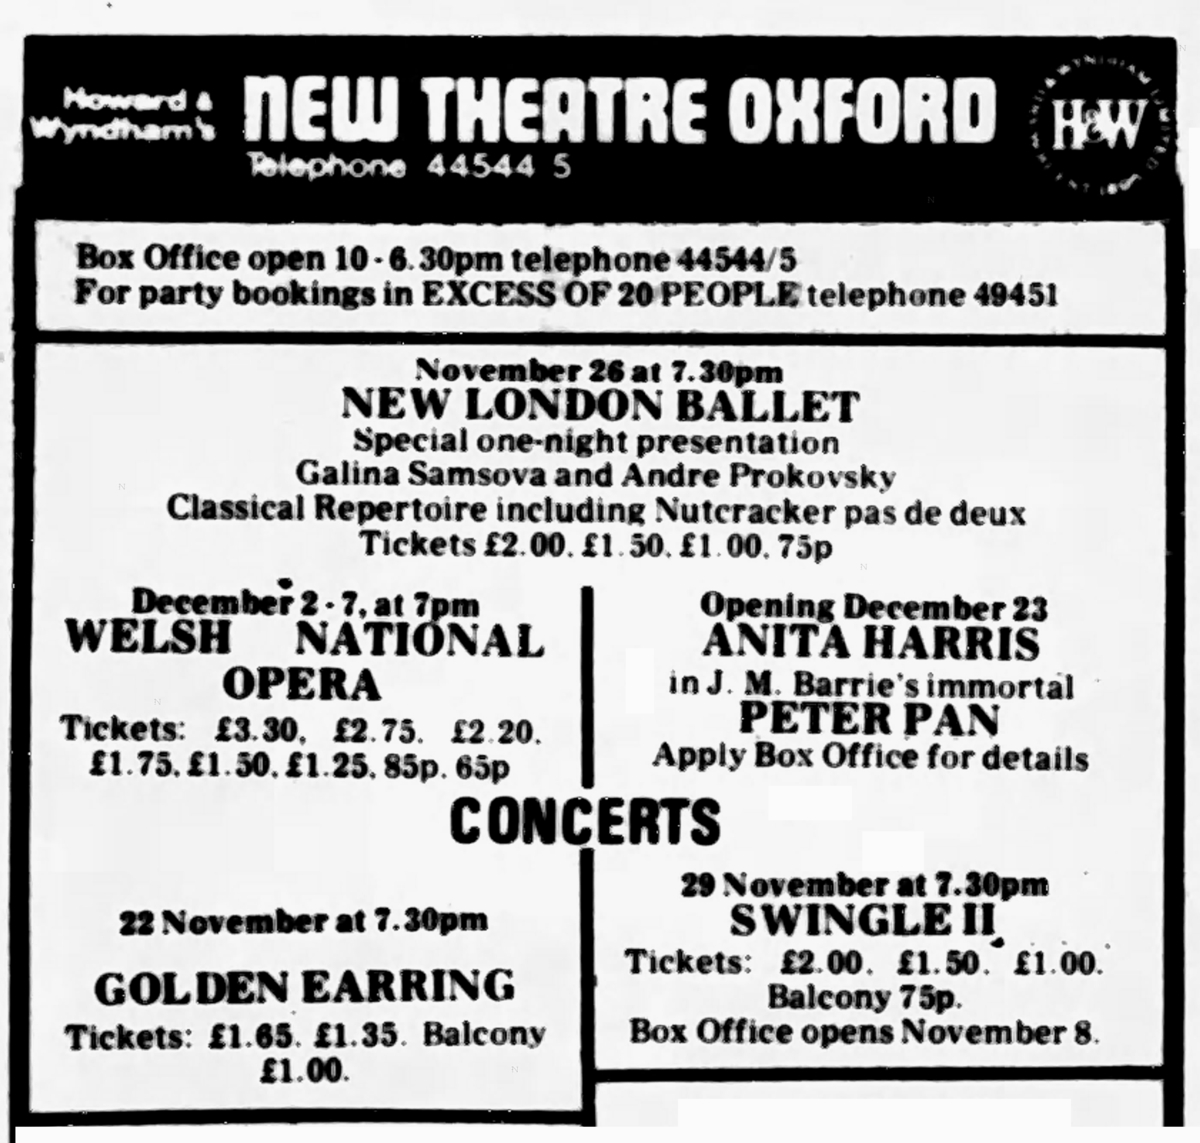 Howard &
Wyndham's
NEW THEATRE OXFORD
Telephone 44544 5
H&W
Box Office open 10 - 6.30pm telephone 44544/5
For party bookings in EXCESS OF 20 PEOPLE telephone 49451
November 26 at 7.30pm
NEW LONDON BALLET
Special one-night presentation
Galina Samsova and Andre Prokovsky
Classical Repertoire including Nutcracker pas de deux
Tickets £2.00. £1.50. £1.00. 75p
December 2 - 7, at 7pm
WELSH NATIONAL
OPERA
Tickets: £3.30, £2.75. £2.20.
£1.75. £1.50. £1.25. 85p. 65p
Opening December 23
ANITA HARRIS
in J. M. Barrie's immortal
PETER PAN
Apply Box Office for details
CONCERTS
22 November at 7.30pm
GOLDEN EARRING
Tickets: £1.65. £1.35. Balcony
£1.00.
29 November at 7.30pm
SWINGLE II
Tickets: £2.00. £1.50. £1.00.
Balcony 75p.
Box Office opens November 8.